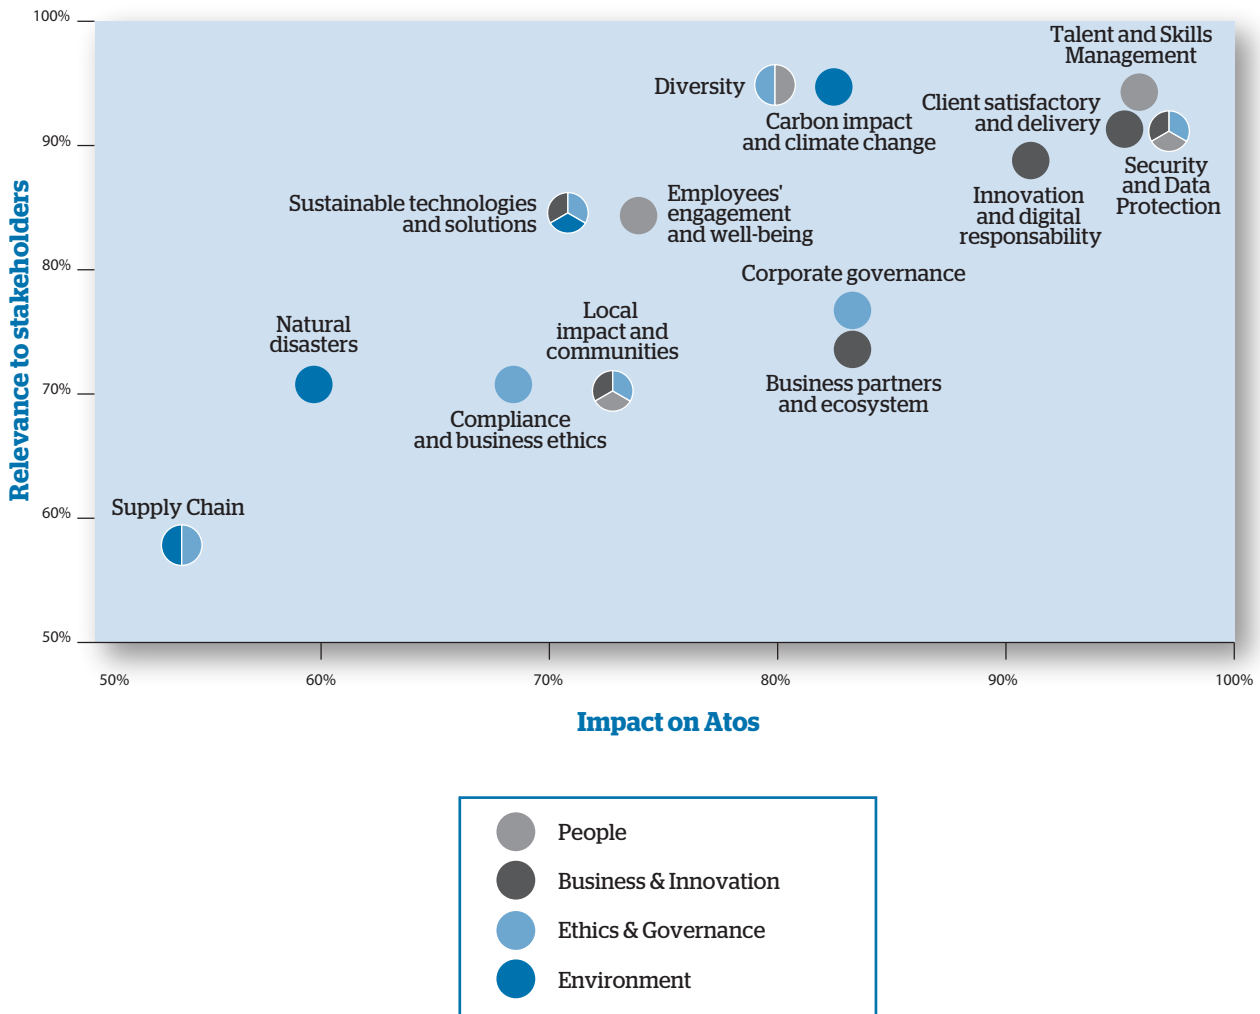 100%
Talent and Skills
Management
Diversity
Client satisfactory
and delivery
Carbon impact
and climate change
90%
Security
and Data
Protection
Innovation
and digital
responsability
Sustainable technologies
and solutions
Employees'
engagement
and well-being
80%
Corporate governance
Natural
disasters
Local
impact and
communities
70%
Business partners
and ecosystem
Compliance
and business ethics
60%
Supply Chain
50%
Relevance to stakeholders
50%
60%
70%
80%
90%
100%
Impact on Atos
People
Business & Innovation
Ethics & Governance
Environment